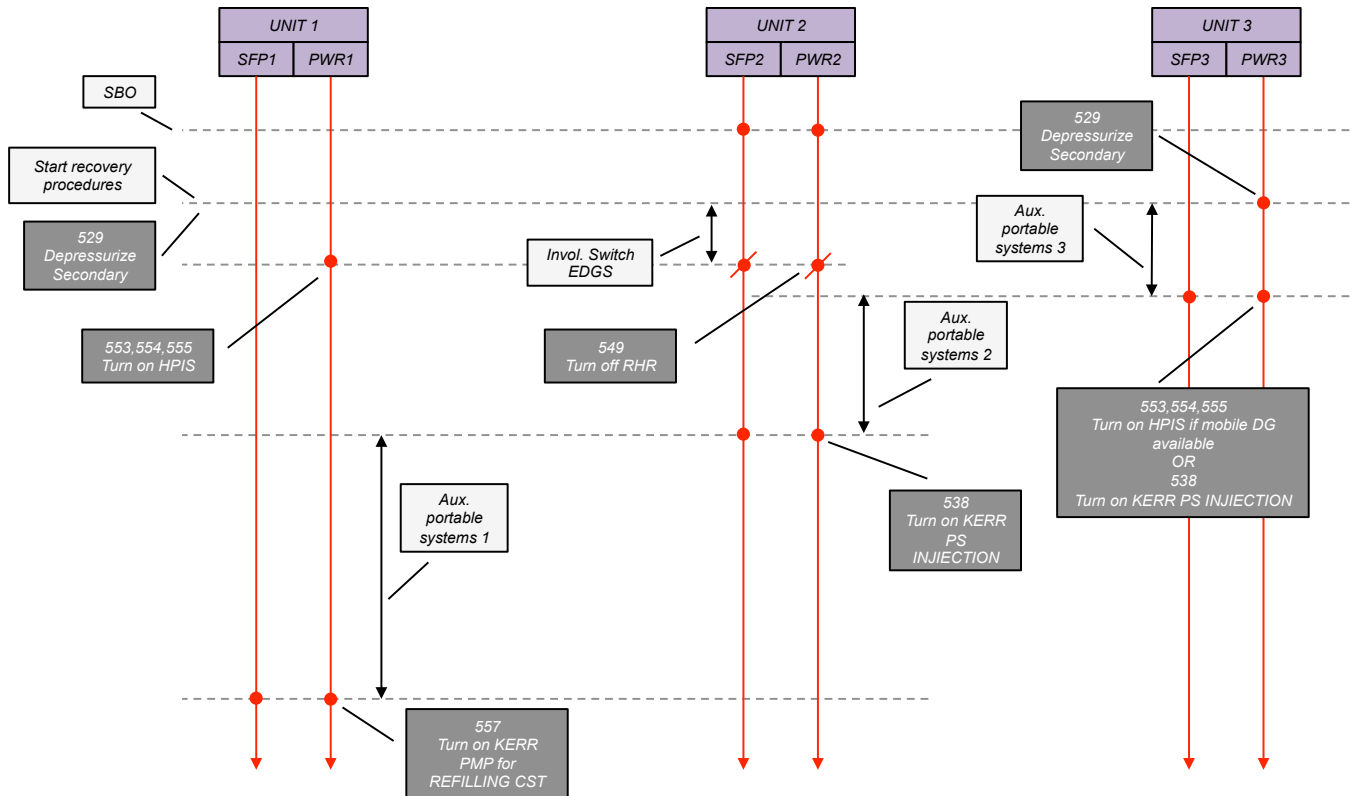 UNIT 1
SFP1
PWR1
UNIT 2
SFP2
PWR2
UNIT 3
SFP3
PWR3
SBO
Start recovery
procedures
529
Depressurize
Secondary
553,554,555
Turn on HPIS
Aux.
portable
systems 1
557
Turn on KERR
PMP for
REFILLING CST
Invol. Switch
EDGS
549
Turn off RHR
Aux.
portable
systems 2
538
Turn on KERR
PS
INJIECTION
529
Depressurize
Secondary
Aux.
portable
systems 3
553,554,555
Turn on HPIS if mobile DG
available
OR
538
Turn on KERR PS INJIECTION